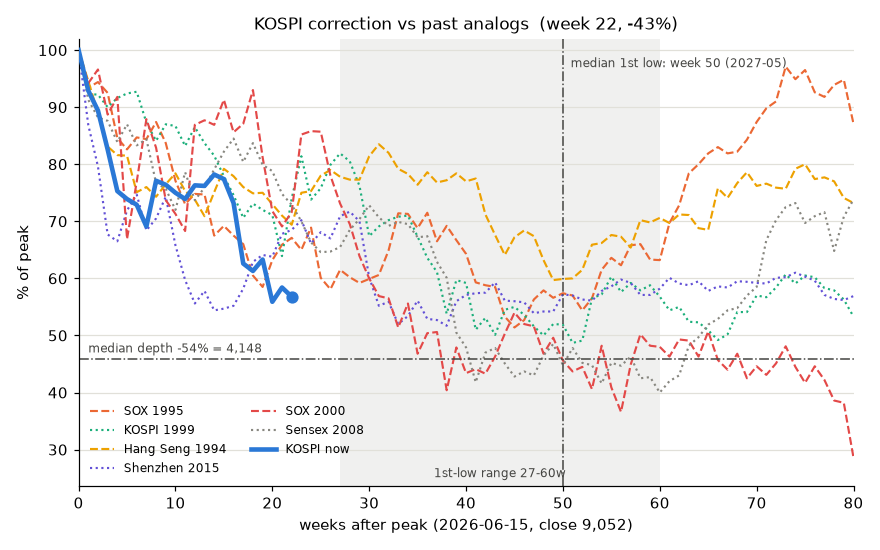 KOSPI correction vs past analogs (week 22, -43%)
100
90
80
70
60
50
40
30
% of peak
median 1st low: week 50 (2027-05)
median depth -54% = 4,148
1st-low range 27-60w
SOX 1995
KOSPI 1999
Hang Seng 1994
Shenzhen 2015
SOX 2000
Sensex 2008
KOSPI now
0 10 20 30 40 50 60 70 80
weeks after peak (2026-06-15, close 9,052)